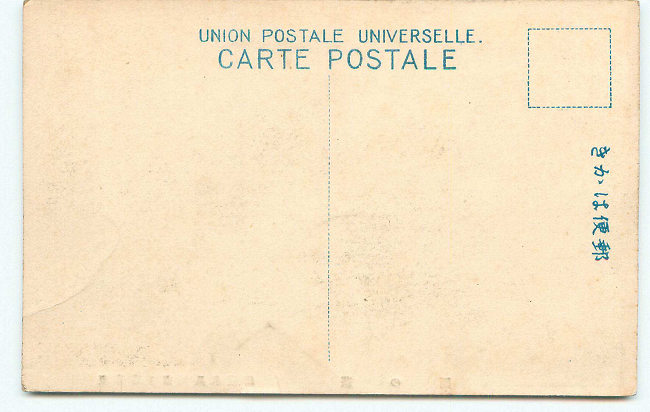 UNION POSTALE UNIVERSELLE.
CARTE POSTALE
郵便はかき